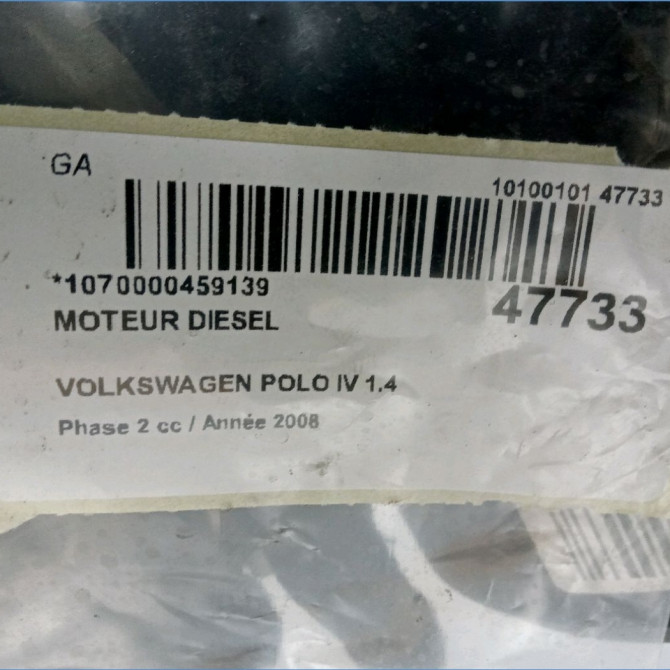 GA
10100101 47733
*1070000459139
47733
MOTEUR DIESEL
VOLKSWAGEN POLO IV 1.4
Phase 2 cc / Année 2008